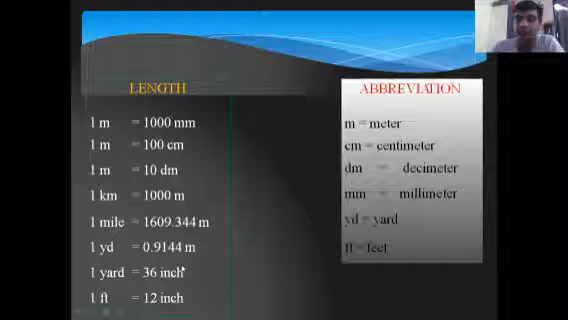 LENGTH
1 m = 1000 mm
1 m = 100 cm
1 m = 10 dm
1 km = 1000 m
1 mile = 1609.344 m
1 yd = 0.9144 m
1 yard = 36 inch
1 ft = 12 inch
ABBREVIATION
m = meter
cm = centimeter
dm = decimeter
mm = millimeter
yd = yard
ft = feet